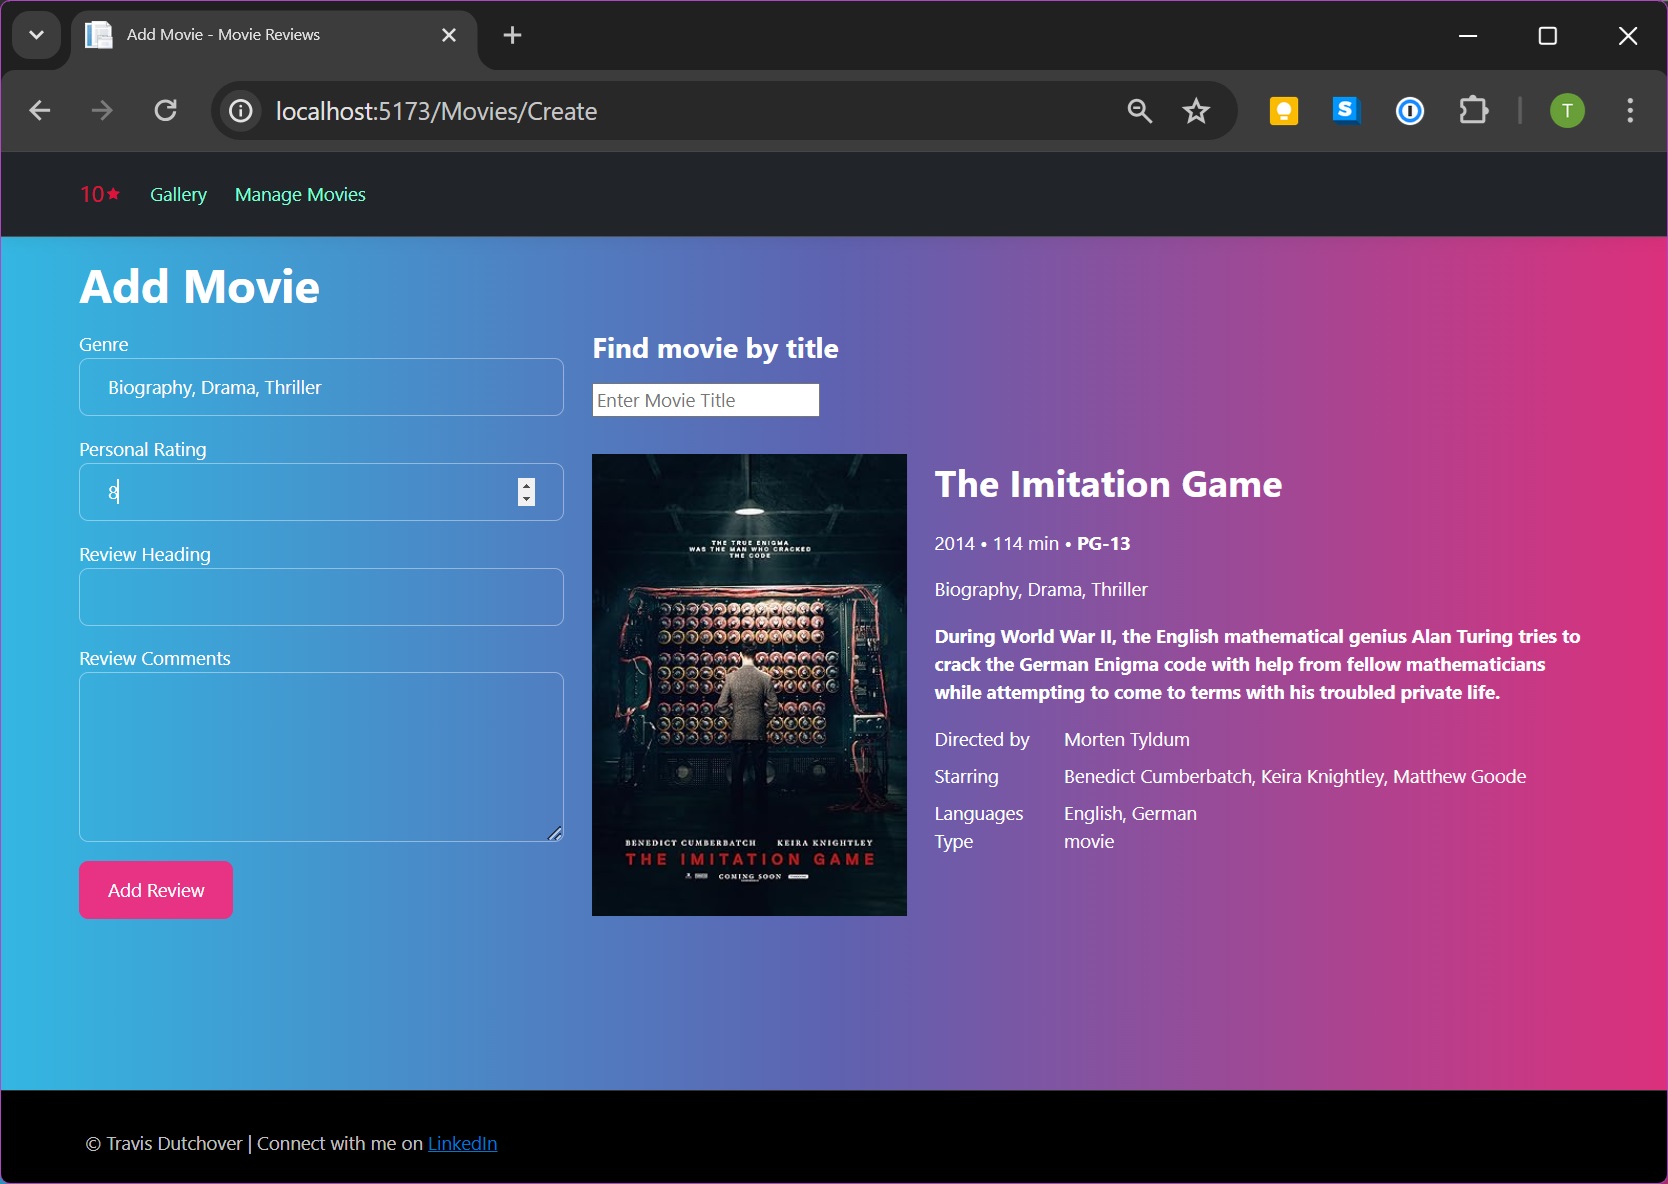 Add Movie - Movie Reviews
localhost:5173/Movies/Create
S
T
10★ Gallery Manage Movies
Add Movie
Genre
Biography, Drama, Thriller
Personal Rating
8
Review Heading
Review Comments
Add Review
Find movie by title
Enter Movie Title
THE TRUE ENIGMA
WAS THE MAN WHO CRACKED
THE CODE
BENEDICT CUMBERBATCH KEIRA KNIGHTLEY
THE IMITATION GAME
COMING SOON
The Imitation Game
2014 • 114 min • PG-13
Biography, Drama, Thriller
During World War II, the English mathematical genius Alan Turing tries to
crack the German Enigma code with help from fellow mathematicians
while attempting to come to terms with his troubled private life.
Directed by Morten Tyldum
Starring Benedict Cumberbatch, Keira Knightley, Matthew Goode
Languages English, German
Type movie
© Travis Dutchover | Connect with me on LinkedIn